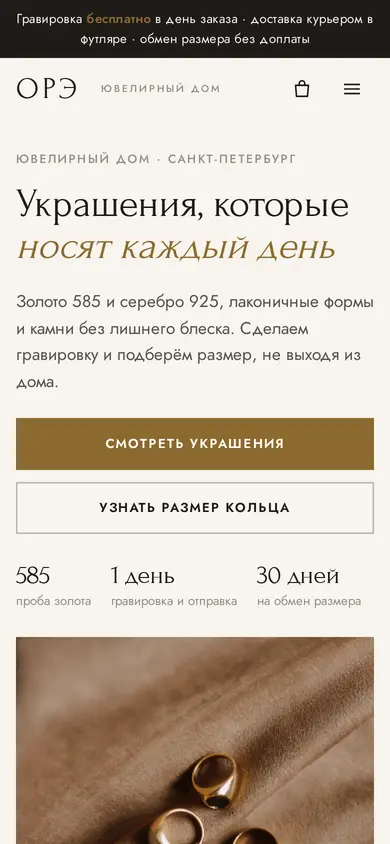 Гравировка бесплатно в день заказа · доставка курьером в
футляре · обмен размера без доплаты
ОРЭ ЮВЕЛИРНЫЙ ДОМ
ЮВЕЛИРНЫЙ ДОМ · САНКТ-ПЕТЕРБУРГ
Украшения, которые
носят каждый день
Золото 585 и серебро 925, лаконичные формы
и камни без лишнего блеска. Сделаем
гравировку и подберём размер, не выходя из
дома.
СМОТРЕТЬ УКРАШЕНИЯ
УЗНАТЬ РАЗМЕР КОЛЬЦА
585 1 день 30 дней
проба золота гравировка и отправка на обмен размера